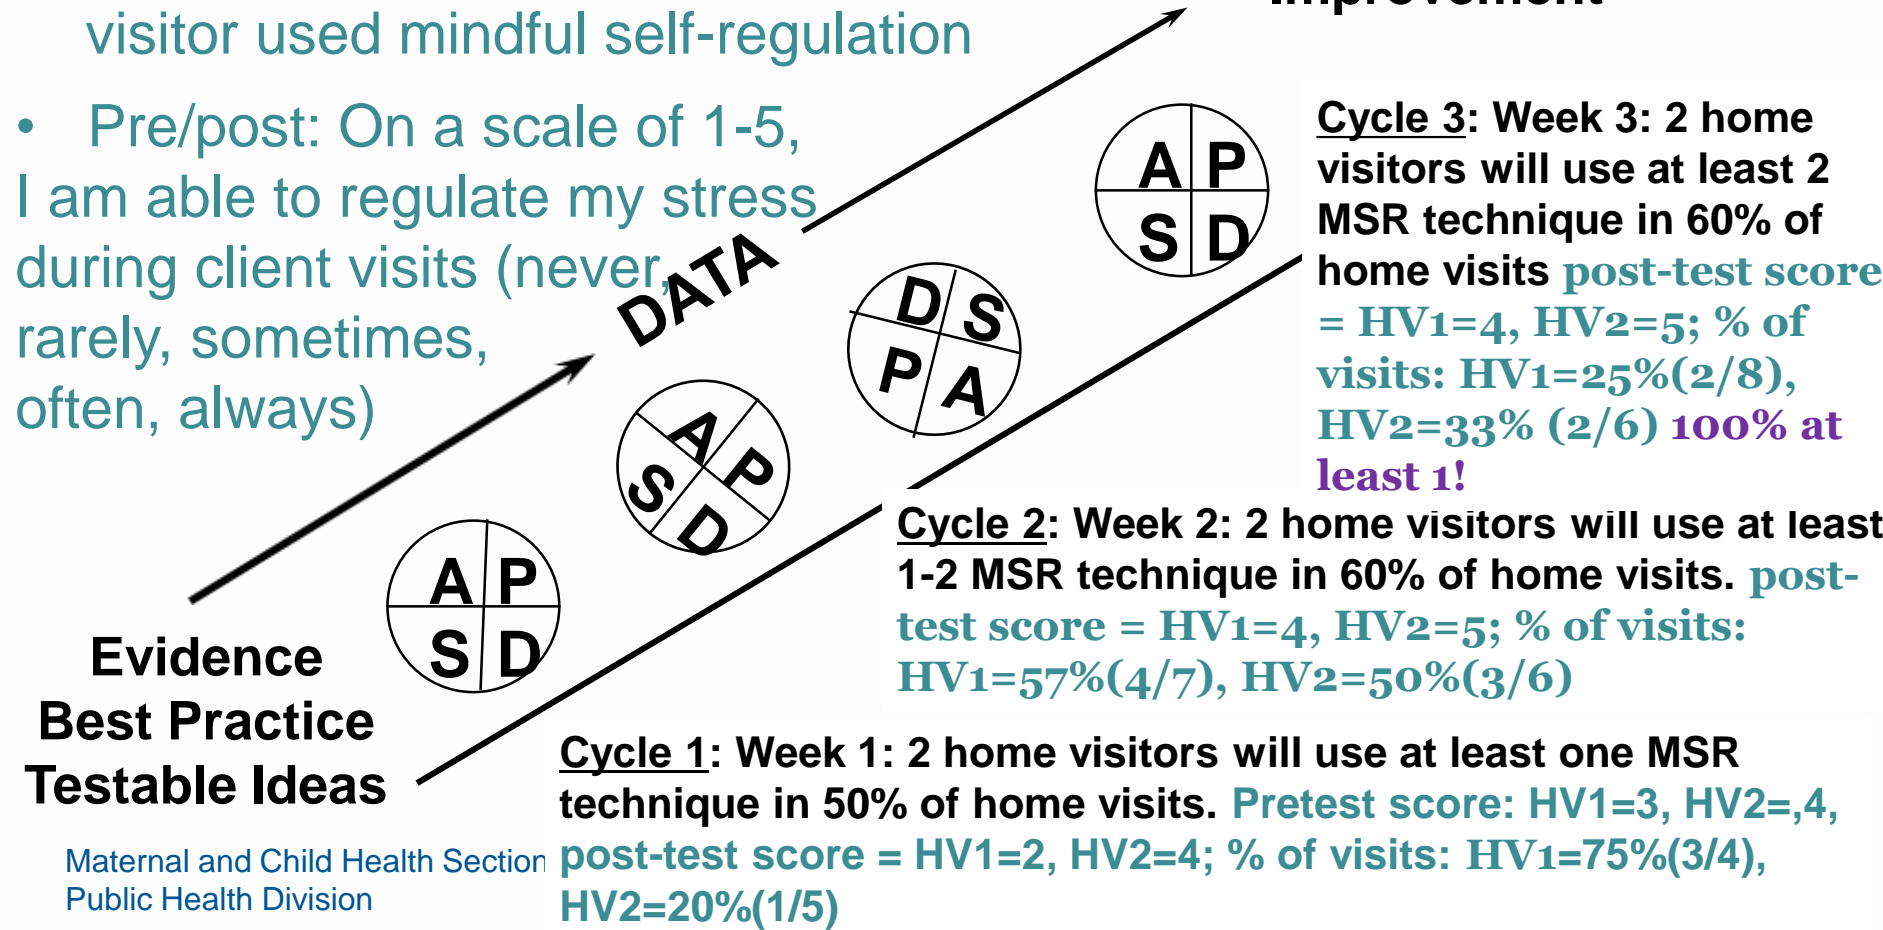 Improvement
visitor used mindful self-regulation
• Pre/post: On a scale of 1-5,
I am able to regulate my stress
during client visits (never,
rarely, sometimes,
often, always)
DATA
A P
S D
D S
P A
A P
S D
A P
S D
Cycle 3: Week 3: 2 home
visitors will use at least 2
MSR technique in 60% of
home visits post-test score
= HV1=4, HV2=5; % of
visits: HV1=25%(2/8),
HV2=33% (2/6) 100% at
least 1!
Cycle 2: Week 2: 2 home visitors will use at least
1-2 MSR technique in 60% of home visits. post-
test score = HV1=4, HV2=5; % of visits:
HV1=57%(4/7), HV2=50%(3/6)
Evidence
Best Practice
Testable Ideas
Cycle 1: Week 1: 2 home visitors will use at least one MSR
technique in 50% of home visits. Pretest score: HV1=3, HV2=,4,
post-test score = HV1=2, HV2=4; % of visits: HV1=75%(3/4),
HV2=20%(1/5)
Maternal and Child Health Section
Public Health Division